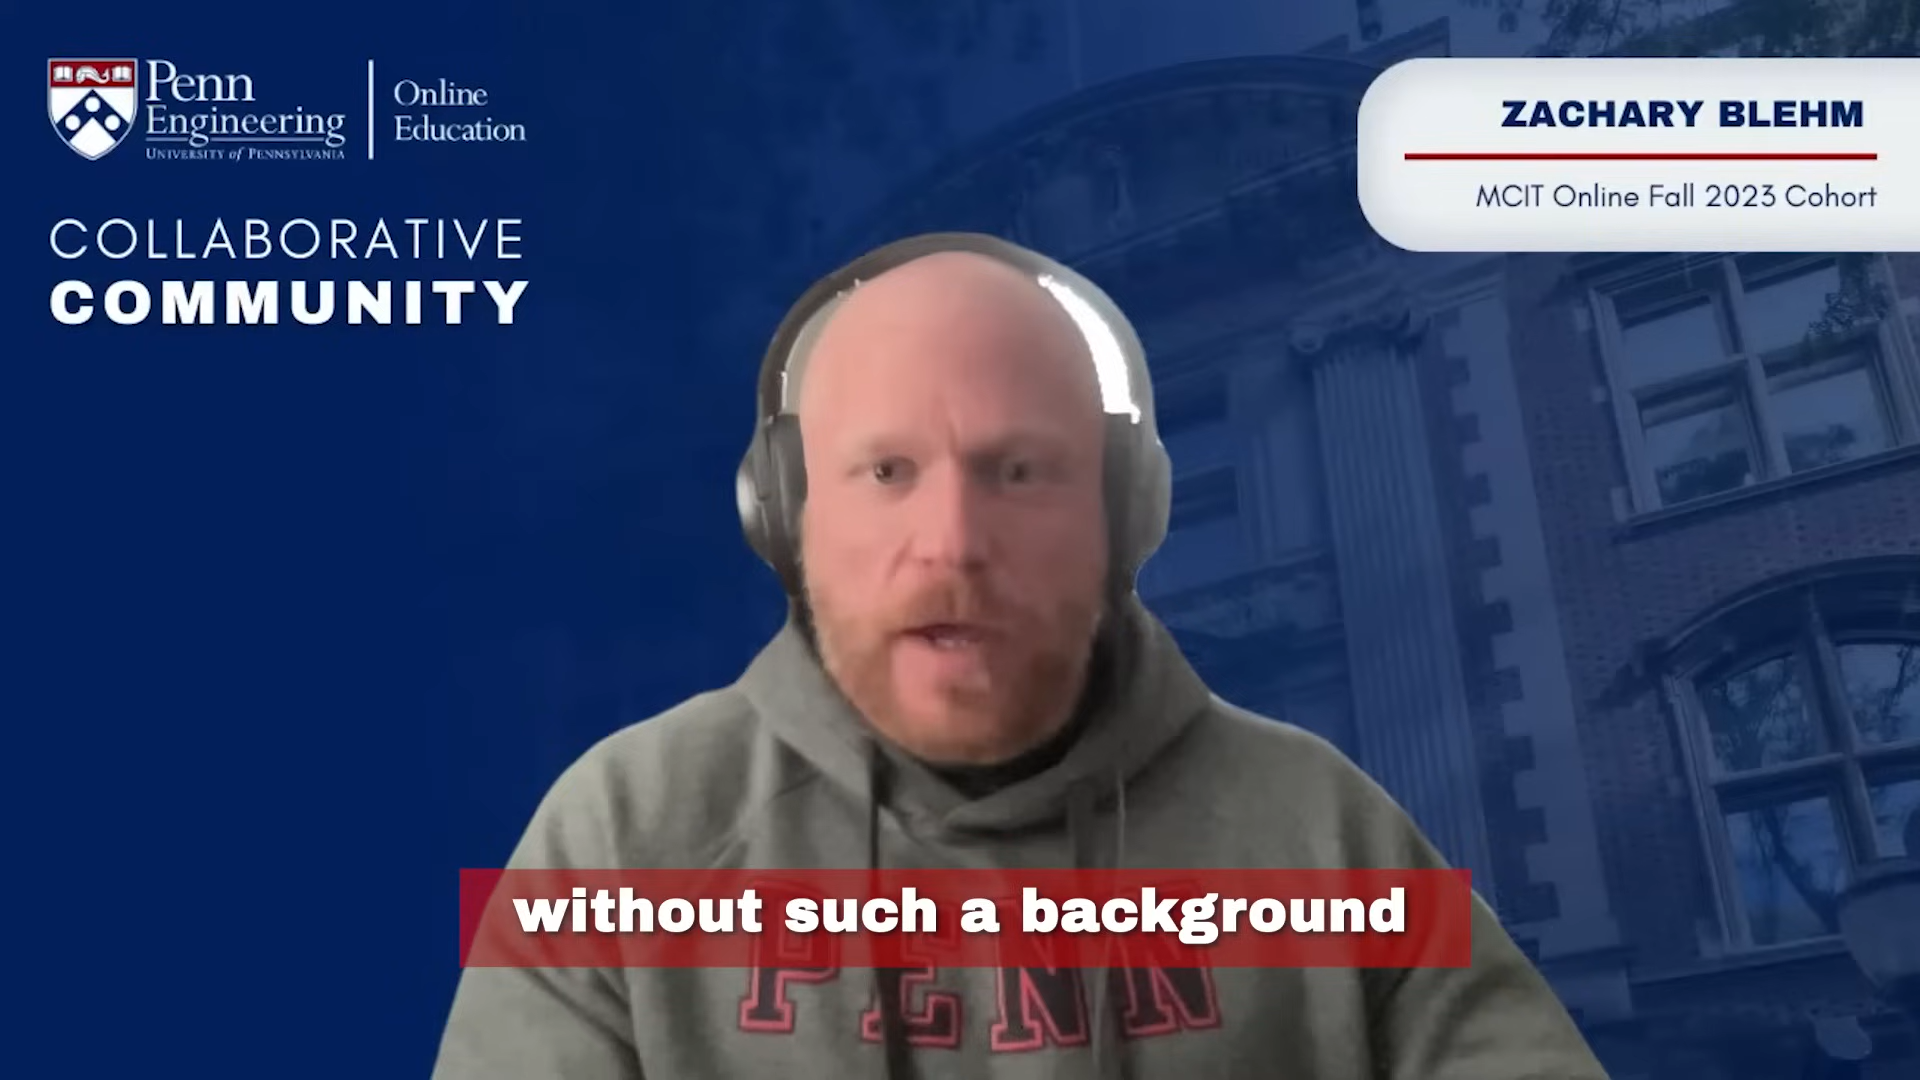 Penn
Engineering
UNIVERSITY of PENNSYLVANIA
Online
Education
COLLABORATIVE
COMMUNITY
ZACHARY BLEHM
MCIT Online Fall 2023 Cohort
without such a background
PENN